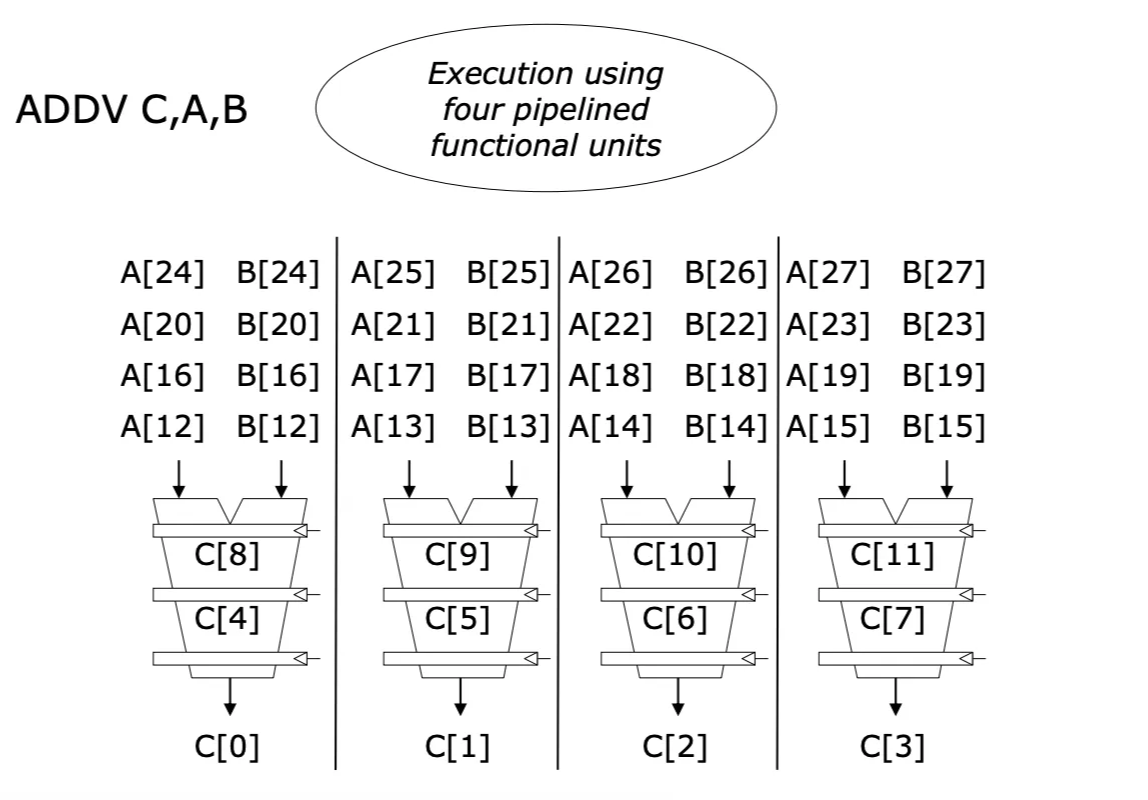 ADDV C,A,B
Execution using
four pipelined
functional units
A[24] B[24] A[25] B[25] A[26] B[26] A[27] B[27]
A[20] B[20] A[21] B[21] A[22] B[22] A[23] B[23]
A[16] B[16] A[17] B[17] A[18] B[18] A[19] B[19]
A[12] B[12] A[13] B[13] A[14] B[14] A[15] B[15]
C[8] C[9] C[10] C[11]
C[4] C[5] C[6] C[7]
C[0] C[1] C[2] C[3]